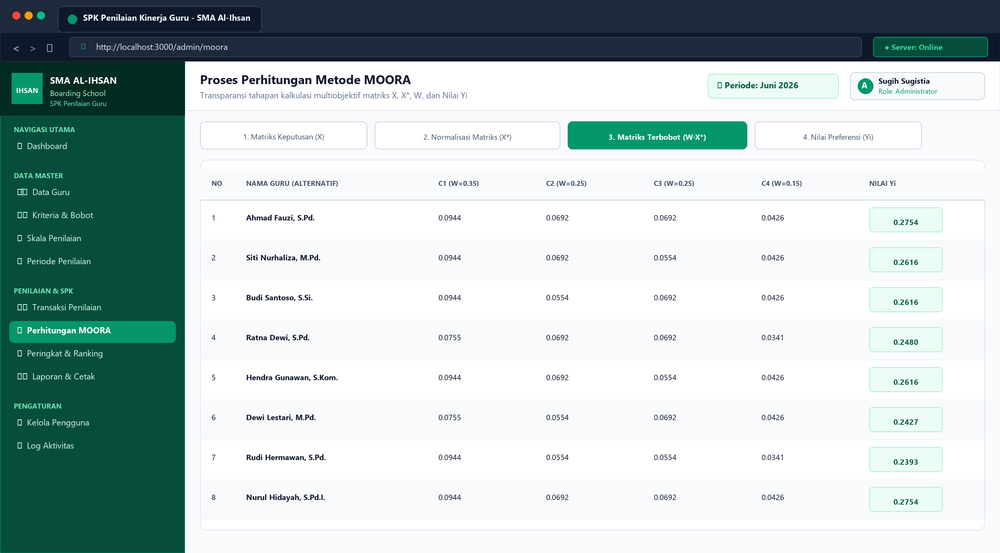 SPK Penilaian Kinerja Guru - SMA Al-Ihsan
< >
http://localhost:3000/admin/moora
● Server: Online
IHSAN
SMA AL-IHSAN
Boarding School
SPK Penilaian Guru
NAVIGASI UTAMA
Dashboard
DATA MASTER
Data Guru
Kriteria & Bobot
Skala Penilaian
Periode Penilaian
PENILAIAN & SPK
Transaksi Penilaian
Perhitungan MOORA
Peringkat & Ranking
Laporan & Cetak
PENGATURAN
Kelola Pengguna
Log Aktivitas
Proses Perhitungan Metode MOORA
Transparansi tahapan kalkulasi multiobjektif matriks X, X*, W, dan Nilai Yi
Periode: Juni 2026
A
Sugih Sugistia
Role: Administrator
1. Matriks Keputusan (X)
2. Normalisasi Matriks (X*)
3. Matriks Terbobot (W·X*)
4. Nilai Preferensi (Yi)
NO NAMA GURU (ALTERNATIF) C1 (W=0.35) C2 (W=0.25) C3 (W=0.25) C4 (W=0.15) NILAI Yi
1 Ahmad Fauzi, S.Pd. 0.0944 0.0692 0.0692 0.0426 0.2754
2 Siti Nurhaliza, M.Pd. 0.0944 0.0692 0.0554 0.0426 0.2616
3 Budi Santoso, S.Si. 0.0944 0.0554 0.0692 0.0426 0.2616
4 Ratna Dewi, S.Pd. 0.0755 0.0692 0.0692 0.0341 0.2480
5 Hendra Gunawan, S.Kom. 0.0944 0.0692 0.0554 0.0426 0.2616
6 Dewi Lestari, M.Pd. 0.0755 0.0554 0.0692 0.0426 0.2427
7 Rudi Hermawan, S.Pd. 0.0944 0.0554 0.0554 0.0341 0.2393
8 Nurul Hidayah, S.Pd.I. 0.0944 0.0692 0.0692 0.0426 0.2754